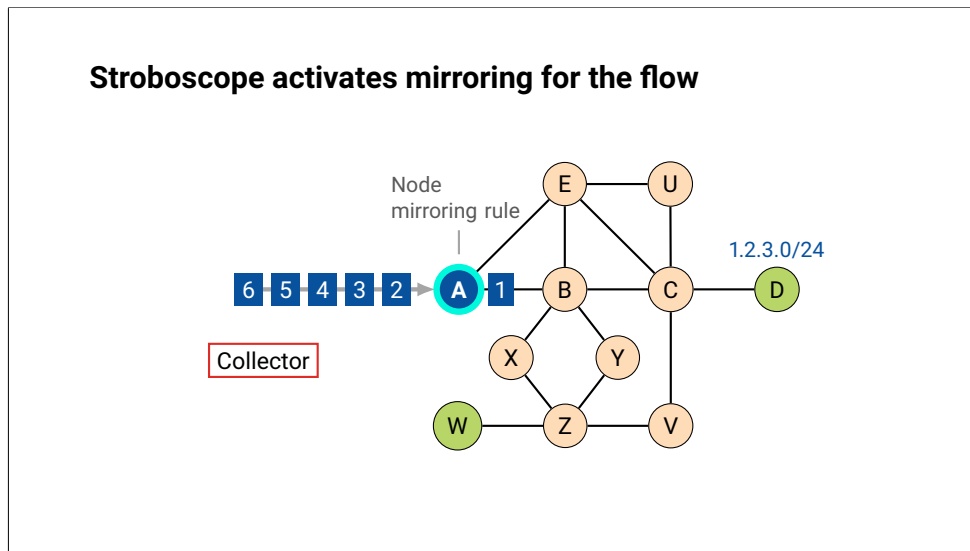 Stroboscope activates mirroring for the flow
Node
mirroring rule
E
U
1.2.3.0/24
6 5 4 3 2 A 1 B C D
Collector
X
Y
W
Z
V